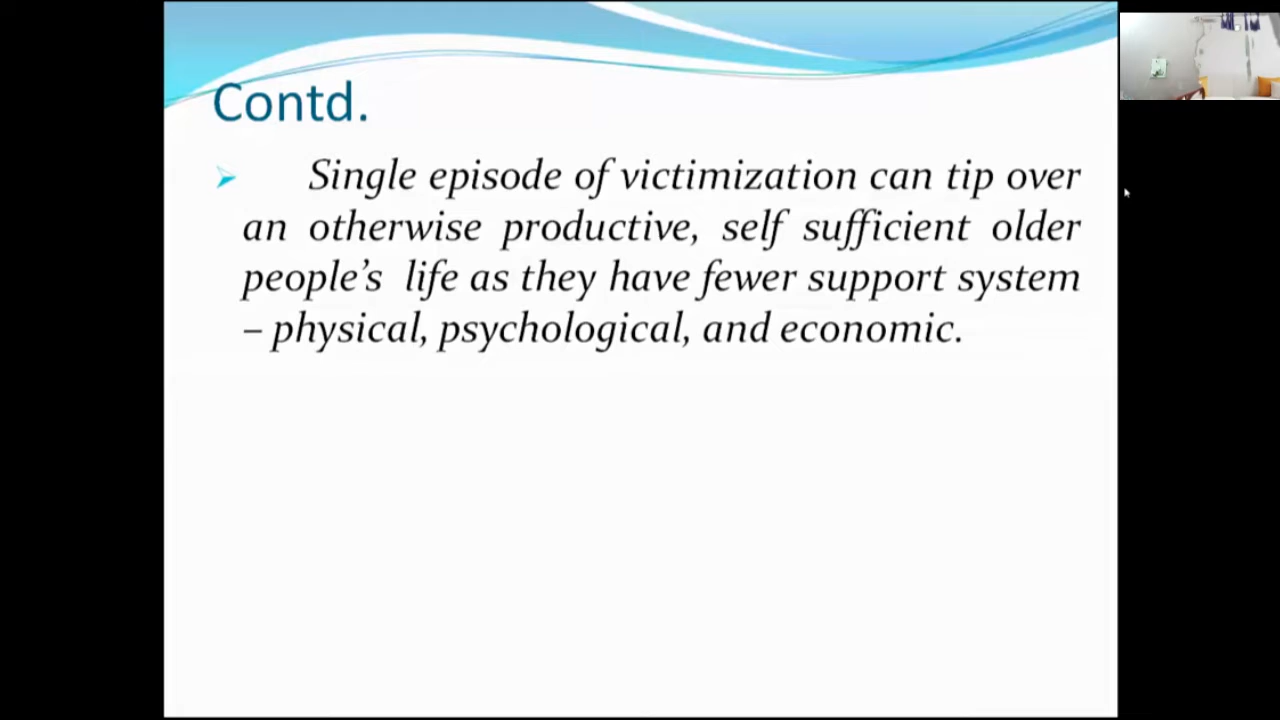 Contd.
Single episode of victimization can tip over
an otherwise productive, self sufficient older
people’s life as they have fewer support system
– physical, psychological, and economic.